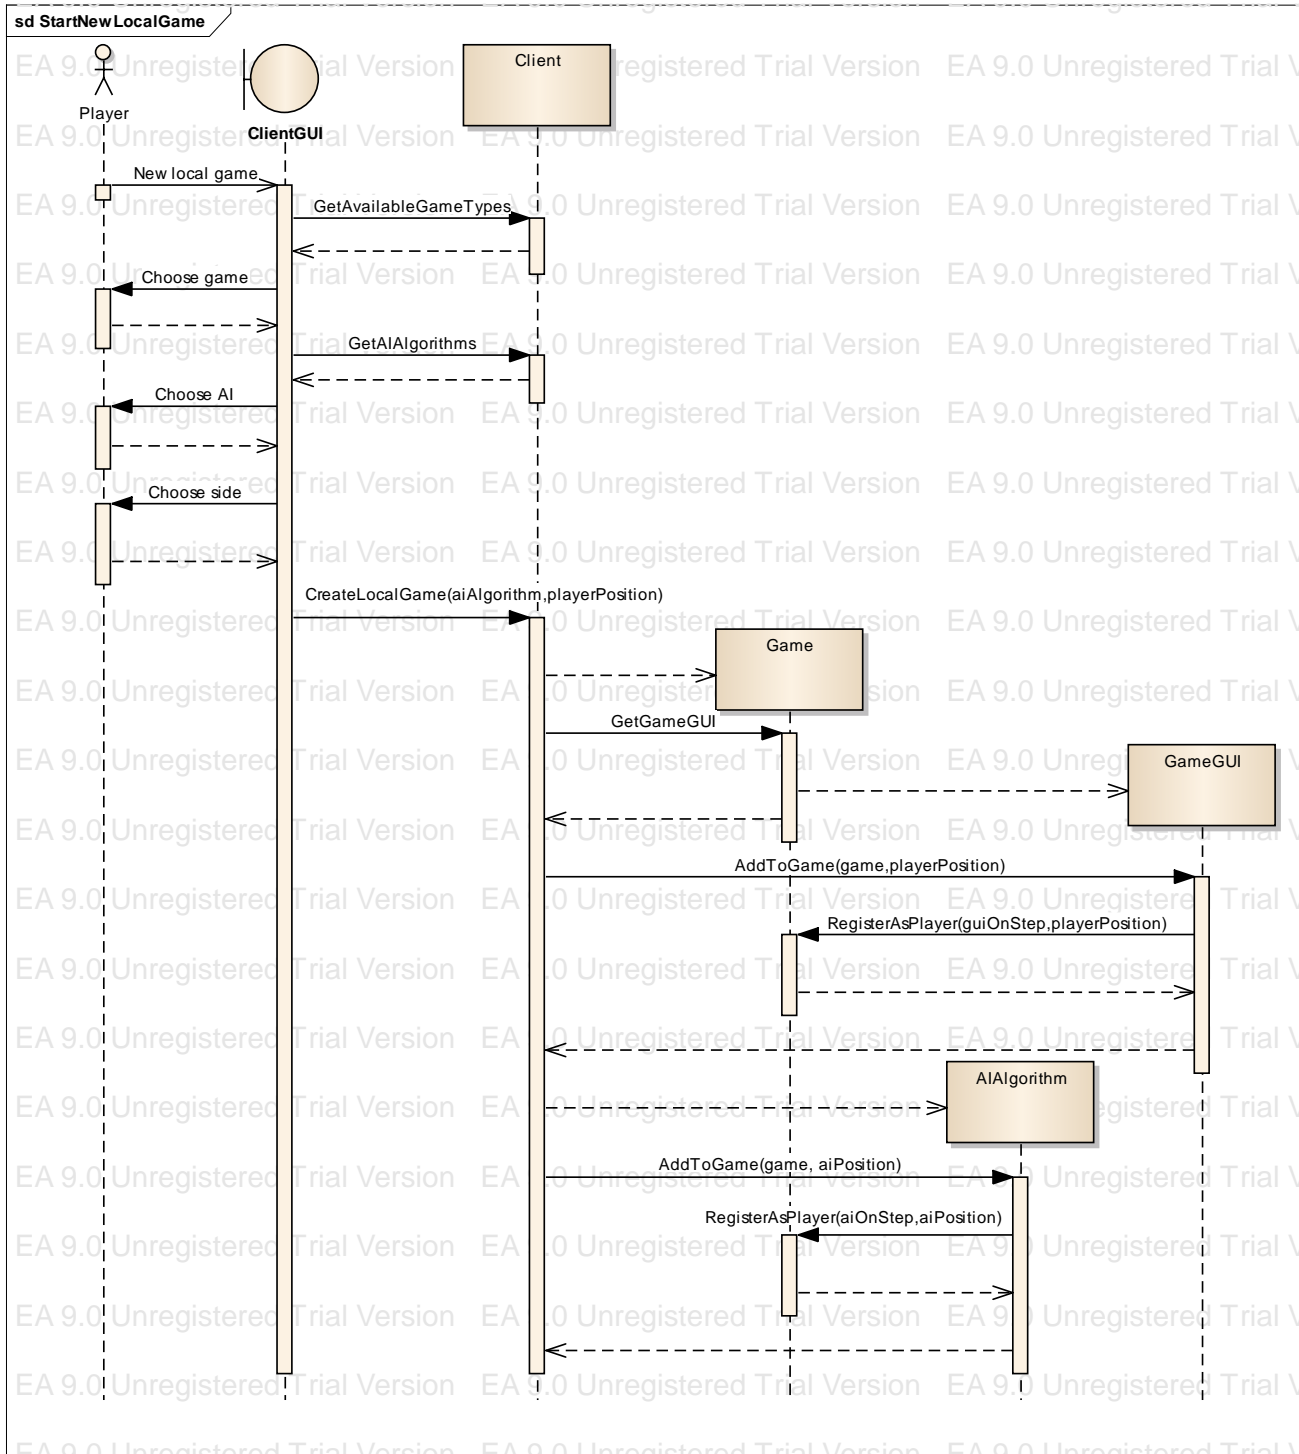 sd StartNewLocalGame
Player
ClientGUI
Client
New local game
GetAvailableGameTypes
Choose game
GetAIAlgorithms
Choose AI
Choose side
CreateLocalGame(aiAlgorithm,playerPosition)
Game
GetGameGUI
GameGUI
AddToGame(game,playerPosition)
RegisterAsPlayer(guiOnStep,playerPosition)
AIAlgorithm
AddToGame(game, aiPosition)
RegisterAsPlayer(aiOnStep,aiPosition)
EA 9.0 Unregistered Trial Version